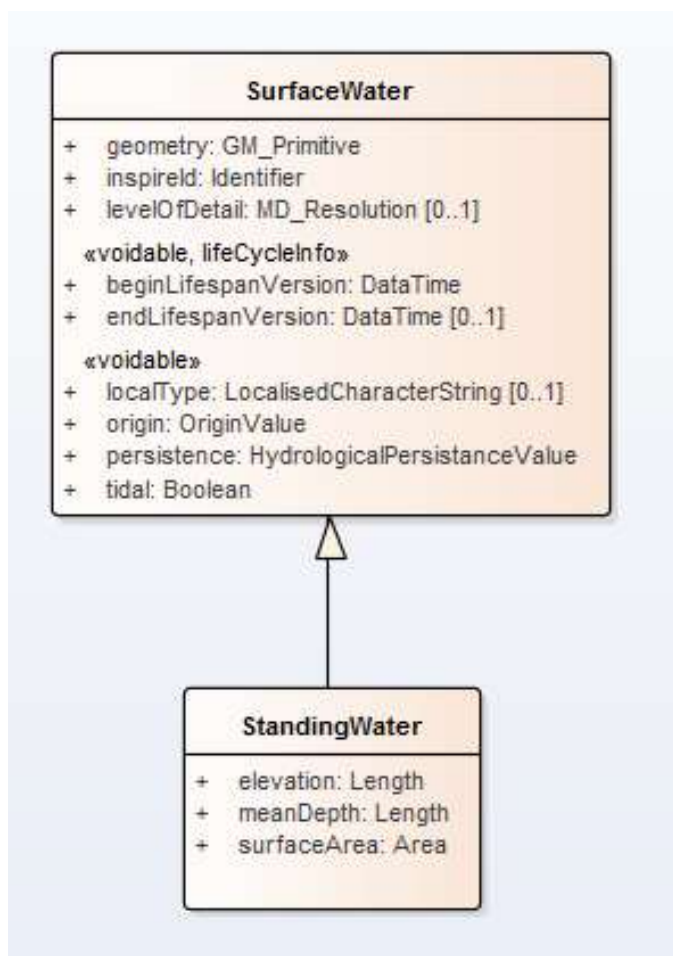 SurfaceWater
+ geometry: GM_Primitive
+ inspireId: Identifier
+ levelOfDetail: MD_Resolution [0..1]
«voidable, lifeCycleInfo»
+ beginLifespanVersion: DataTime
+ endLifespanVersion: DataTime [0..1]
«voidable»
+ localType: LocalisedCharacterString [0..1]
+ origin: OriginValue
+ persistence: HydrologicalPersistanceValue
+ tidal: Boolean
StandingWater
+ elevation: Length
+ meanDepth: Length
+ surfaceArea: Area